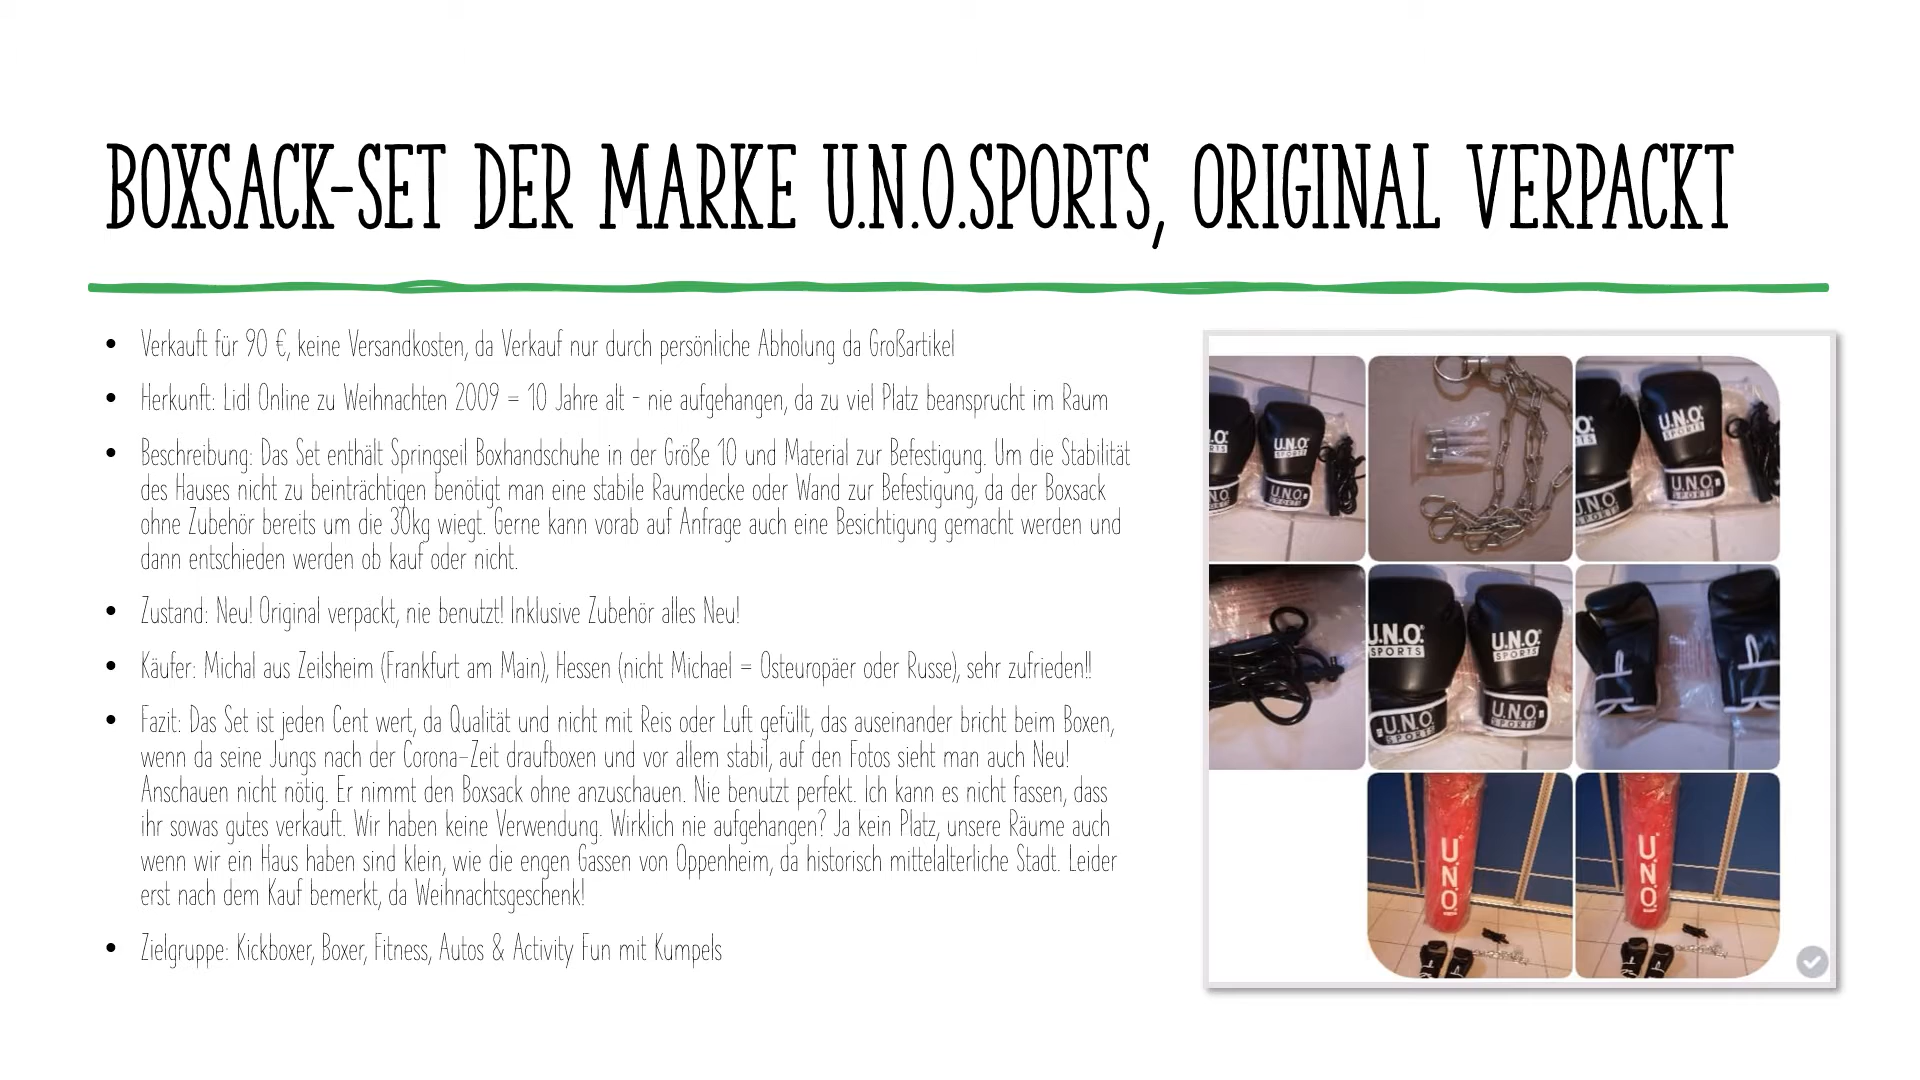 BOXSACK-SET DER MARKE U.N.O.SPORTS, ORIGINAL VERPACKT
• Verkauft für 90 €, keine Versandkosten, da Verkauf nur durch persönliche Abholung da Großartikel
• Herkunft: Lidl Online zu Weihnachten 2009 = 10 Jahre alt - nie aufgehangen, da zu viel Platz beansprucht im Raum
• Beschreibung: Das Set enthält Springseil Boxhandschuhe in der Größe 10 und Material zur Befestigung. Um die Stabilität
des Hauses nicht zu beinträchtigen benötigt man eine stabile Raumdecke oder Wand zur Befestigung, da der Boxsack
ohne Zubehör bereits um die 30kg wiegt. Gerne kann vorab auf Anfrage auch eine Besichtigung gemacht werden und
dann entschieden werden ob kauf oder nicht.
• Zustand: Neu! Original verpackt, nie benutzt! Inklusive Zubehör alles Neu!
• Käufer: Michal aus Zeilsheim (Frankfurt am Main), Hessen (nicht Michael = Osteuropäer oder Russe), sehr zufrieden!!
• Fazit: Das Set ist jeden Cent wert, da Qualität und nicht mit Reis oder Luft gefüllt, das auseinander bricht beim Boxen,
wenn da seine Jungs nach der Corona-Zeit draufboxen und vor allem stabil, auf den Fotos sieht man auch Neu!
Anschauen nicht nötig. Er nimmt den Boxsack ohne anzuschauen. Nie benutzt perfekt. Ich kann es nicht fassen, dass
ihr sowas gutes verkauft. Wir haben keine Verwendung. Wirklich nie aufgehangen? Ja kein Platz, unsere Räume auch
wenn wir ein Haus haben sind klein, wie die engen Gassen von Oppenheim, da historisch mittelalterliche Stadt. Leider
erst nach dem Kauf bemerkt, da Weihnachtsgeschenk!
• Zielgruppe: Kickboxer, Boxer, Fitness, Autos & Activity Fun mit Kumpels
U.N.O.
SPORTS
U.N.O.
SPORTS
U.N.O.
SPORTS
U.N.O.
SPORTS
U.N.O.
SPORTS
U.N.O.
SPORTS
U.N.O.
SPORTS
U.N.O.
SPORTS
U.N.O.
U.N.O.